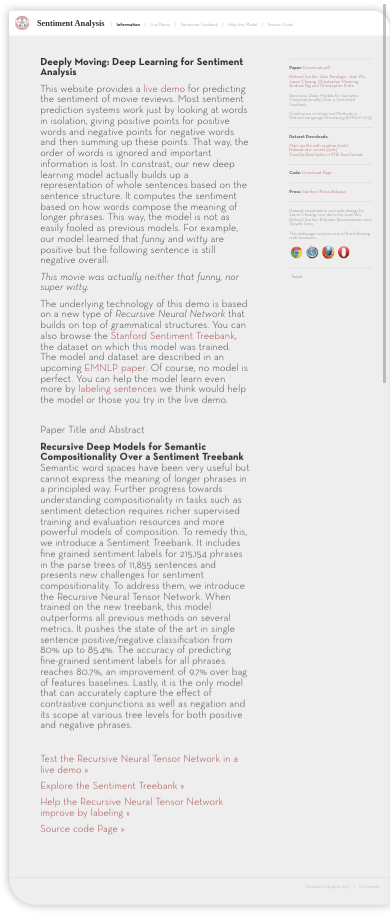 Sentiment Analysis | Information | Live Demo | Sentiment Treebank | Help the Model | Source Code
Deeply Moving: Deep Learning for Sentiment
Analysis
This website provides a live demo for predicting
the sentiment of movie reviews. Most sentiment
prediction systems work just by looking at words
in isolation, giving positive points for positive
words and negative points for negative words
and then summing up these points. That way, the
order of words is ignored and important
information is lost. In constrast, our new deep
learning model actually builds up a
representation of whole sentences based on the
sentence structure. It computes the sentiment
based on how words compose the meaning of
longer phrases. This way, the model is not as
easily fooled as previous models. For example,
our model learned that funny and witty are
positive but the following sentence is still
negative overall:
This movie was actually neither that funny, nor
super witty.
The underlying technology of this demo is based
on a new type of Recursive Neural Network that
builds on top of grammatical structures. You can
also browse the Stanford Sentiment Treebank,
the dataset on which this model was trained.
The model and dataset are described in an
upcoming EMNLP paper. Of course, no model is
perfect. You can help the model learn even
more by labeling sentences we think would help
the model or those you try in the live demo.
Paper Title and Abstract
Recursive Deep Models for Semantic
Compositionality Over a Sentiment Treebank
Semantic word spaces have been very useful but
cannot express the meaning of longer phrases in
a principled way. Further progress towards
understanding compositionality in tasks such as
sentiment detection requires richer supervised
training and evaluation resources and more
powerful models of composition. To remedy this,
we introduce a Sentiment Treebank. It includes
fine grained sentiment labels for 215,154 phrases
in the parse trees of 11,855 sentences and
presents new challenges for sentiment
compositionality. To address them, we introduce
the Recursive Neural Tensor Network. When
trained on the new treebank, this model
outperforms all previous methods on several
metrics. It pushes the state of the art in single
sentence positive/negative classification from
80% up to 85.4%. The accuracy of predicting
fine-grained sentiment labels for all phrases
reaches 80.7%, an improvement of 9.7% over bag
of features baselines. Lastly, it is the only model
that can accurately capture the effect of
contrastive conjunctions as well as negation and
its scope at various tree levels for both positive
and negative phrases.
Test the Recursive Neural Tensor Network in a
live demo »
Explore the Sentiment Treebank »
Help the Recursive Neural Tensor Network
improve by labeling »
Source code Page »
Paper: Download pdf
Richard Socher, Alex Perelygin, Jean Wu,
Jason Chuang, Christopher Manning,
Andrew Ng and Christopher Potts
Recursive Deep Models for Semantic
Compositionality Over a Sentiment
Treebank
Conference on Empirical Methods in
Natural Language Processing (EMNLP 2013)
Dataset Downloads:
Main zip file with readme (6mb)
Dataset raw counts (5mb)
Train,Dev,Test Splits in PTB Tree Format
Code: Download Page
Press: Stanford Press Release
Dataset visualization and web design by
Jason Chuang. Live demo by Jean Wu,
Richard Socher, Rukmani Ravisundaram and
Tayyab Tariq.
This webpage requires one of the following
web browsers:
Tweet